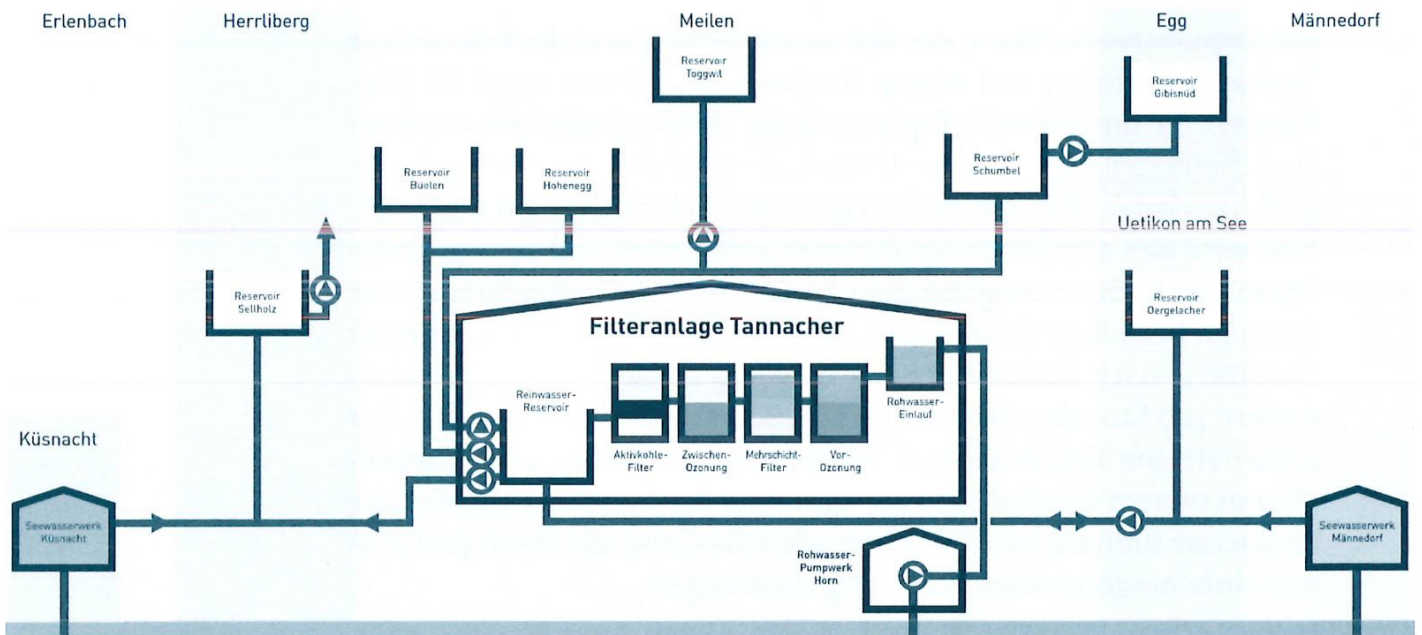 Erlenbach
Herrliberg
Meilen
Egg
Männedorf
Reservoir
Toggwil
Reservoir
Gibisnüd
Reservoir
Buelen
Reservoir
Hohenegg
Reservoir
Schumbel
Uetikon am See
Reservoir
Sellholz
Reservoir
Oergelacher
Filteranlage Tannacher
Reinwasser-
Reservoir
Rohwasser-
Einlauf
Aktivkohle-
Filter
Zwischen-
Ozonung
Mehrschicht-
Filter
Vor-
Ozonung
Küsnacht
Seewasserwerk
Küsnacht
Rohwasser-
Pumpwerk
Horn
Seewasserwerk
Männedorf